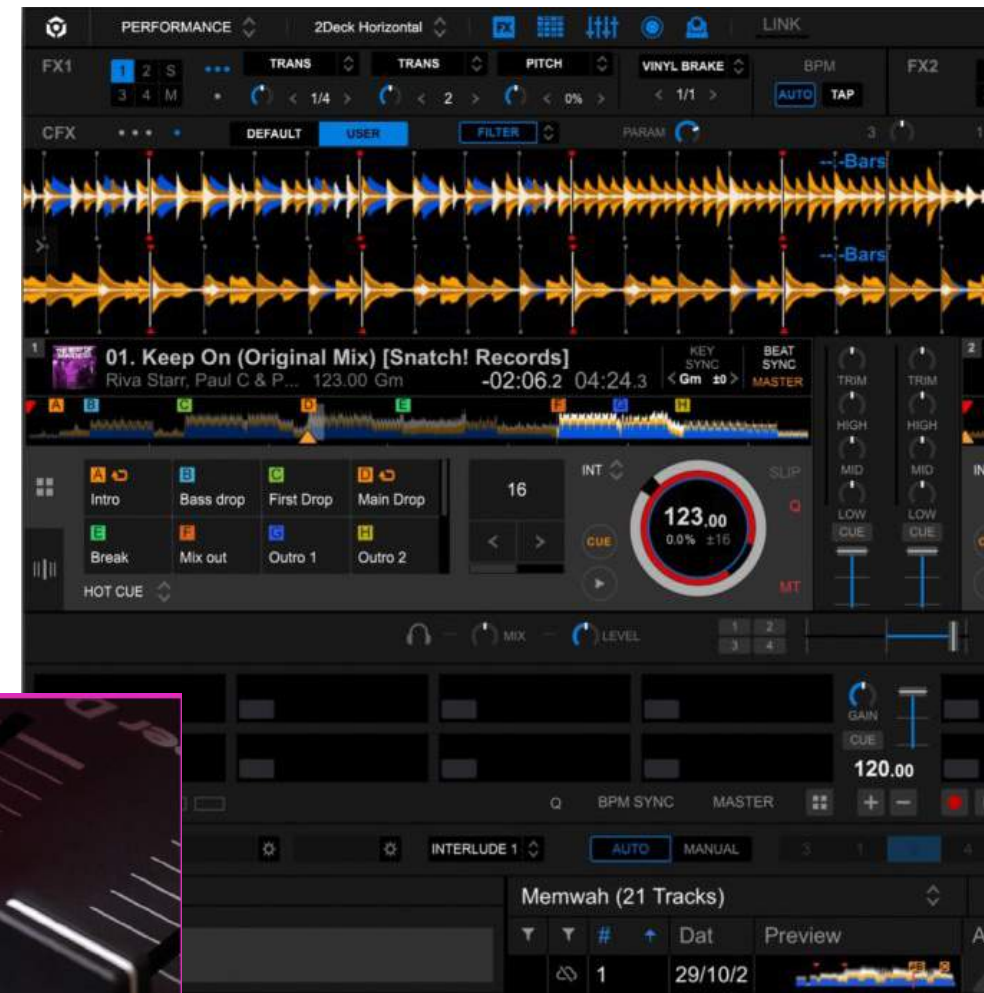 PERFORMANCE 2Deck Horizontal FX LINK
FX1 1 2 S TRANS TRANS PITCH VINYL BRAKE BPM FX2
3 4 M < 1/4 > < 2 > < 0% > < 1/1 > AUTO TAP
CFX DEFAULT USER FILTER PARAM 3 1
--.-Bars
--.-Bars
1 01. Keep On (Original Mix) [Snatch! Records] KEY SYNC BEAT SYNC 2
Riva Starr, Paul C & P... 123.00 Gm -02:06.2 04:24.3 < Gm ±0 > MASTER TRIM TRIM
A B C D E F G H HIGH HIGH
A B C D INT SLIP MID MID IN
Intro Bass drop First Drop Main Drop 16 LOW LOW
E F G H < > CUE 123.00 Q CUE CUE
Break Mix out Outro 1 Outro 2 0.0% ±16
HOT CUE MT
MIX LEVEL 1 2
3 4
GAIN
CUE
120.00
Q BPM SYNC MASTER + −
INTERLUDE 1 AUTO MANUAL 3 1 4
Memwah (21 Tracks)
# Dat Preview A
1 29/10/2